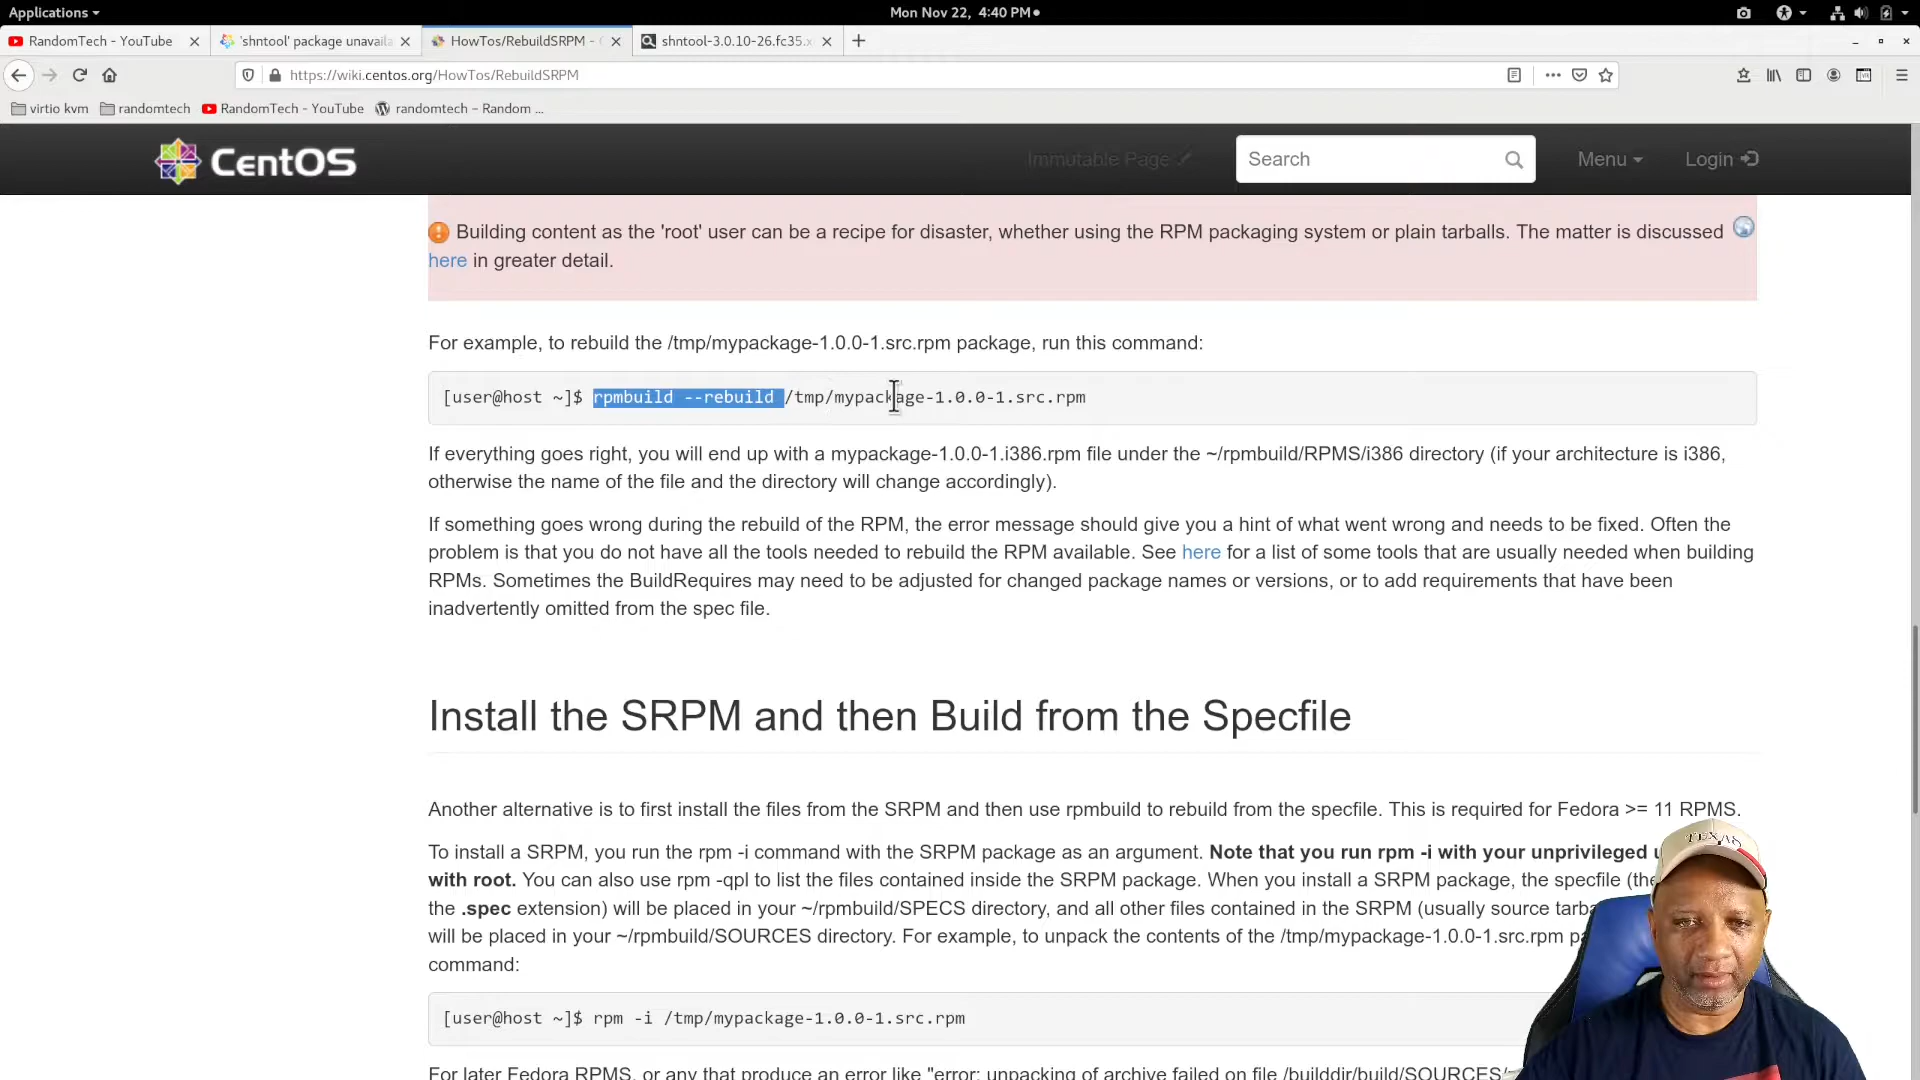 Applications
Mon Nov 22, 4:40 PM
RandomTech - YouTube
'shntool' package unavaila
HowTos/RebuildSRPM -
shntool-3.0.10-26.fc35.x
https://wiki.centos.org/HowTos/RebuildSRPM
virtio kvm
randomtech
RandomTech - YouTube
randomtech – Random ...
CentOS
Immutable Page
Search
Menu
Login
Building content as the 'root' user can be a recipe for disaster, whether using the RPM packaging system or plain tarballs. The matter is discussed
here in greater detail.
For example, to rebuild the /tmp/mypackage-1.0.0-1.src.rpm package, run this command:
[user@host ~]$ rpmbuild --rebuild /tmp/mypackage-1.0.0-1.src.rpm
If everything goes right, you will end up with a mypackage-1.0.0-1.i386.rpm file under the ~/rpmbuild/RPMS/i386 directory (if your architecture is i386,
otherwise the name of the file and the directory will change accordingly).
If something goes wrong during the rebuild of the RPM, the error message should give you a hint of what went wrong and needs to be fixed. Often the
problem is that you do not have all the tools needed to rebuild the RPM available. See here for a list of some tools that are usually needed when building
RPMs. Sometimes the BuildRequires may need to be adjusted for changed package names or versions, or to add requirements that have been
inadvertently omitted from the spec file.
Install the SRPM and then Build from the Specfile
Another alternative is to first install the files from the SRPM and then use rpmbuild to rebuild from the specfile. This is required for Fedora >= 11 RPMS.
To install a SRPM, you run the rpm -i command with the SRPM package as an argument. Note that you run rpm -i with your unprivileged
with root. You can also use rpm -qpl to list the files contained inside the SRPM package. When you install a SRPM package, the specfile
the .spec extension) will be placed in your ~/rpmbuild/SPECS directory, and all other files contained in the SRPM (usually source
will be placed in your ~/rpmbuild/SOURCES directory. For example, to unpack the contents of the /tmp/mypackage-1.0.0-1.src.rpm
command:
[user@host ~]$ rpm -i /tmp/mypackage-1.0.0-1.src.rpm
For later Fedora RPMS, or any that produce an error like "error: unpacking of archive failed on file /builddir/build/SOURCES/
TEXAS